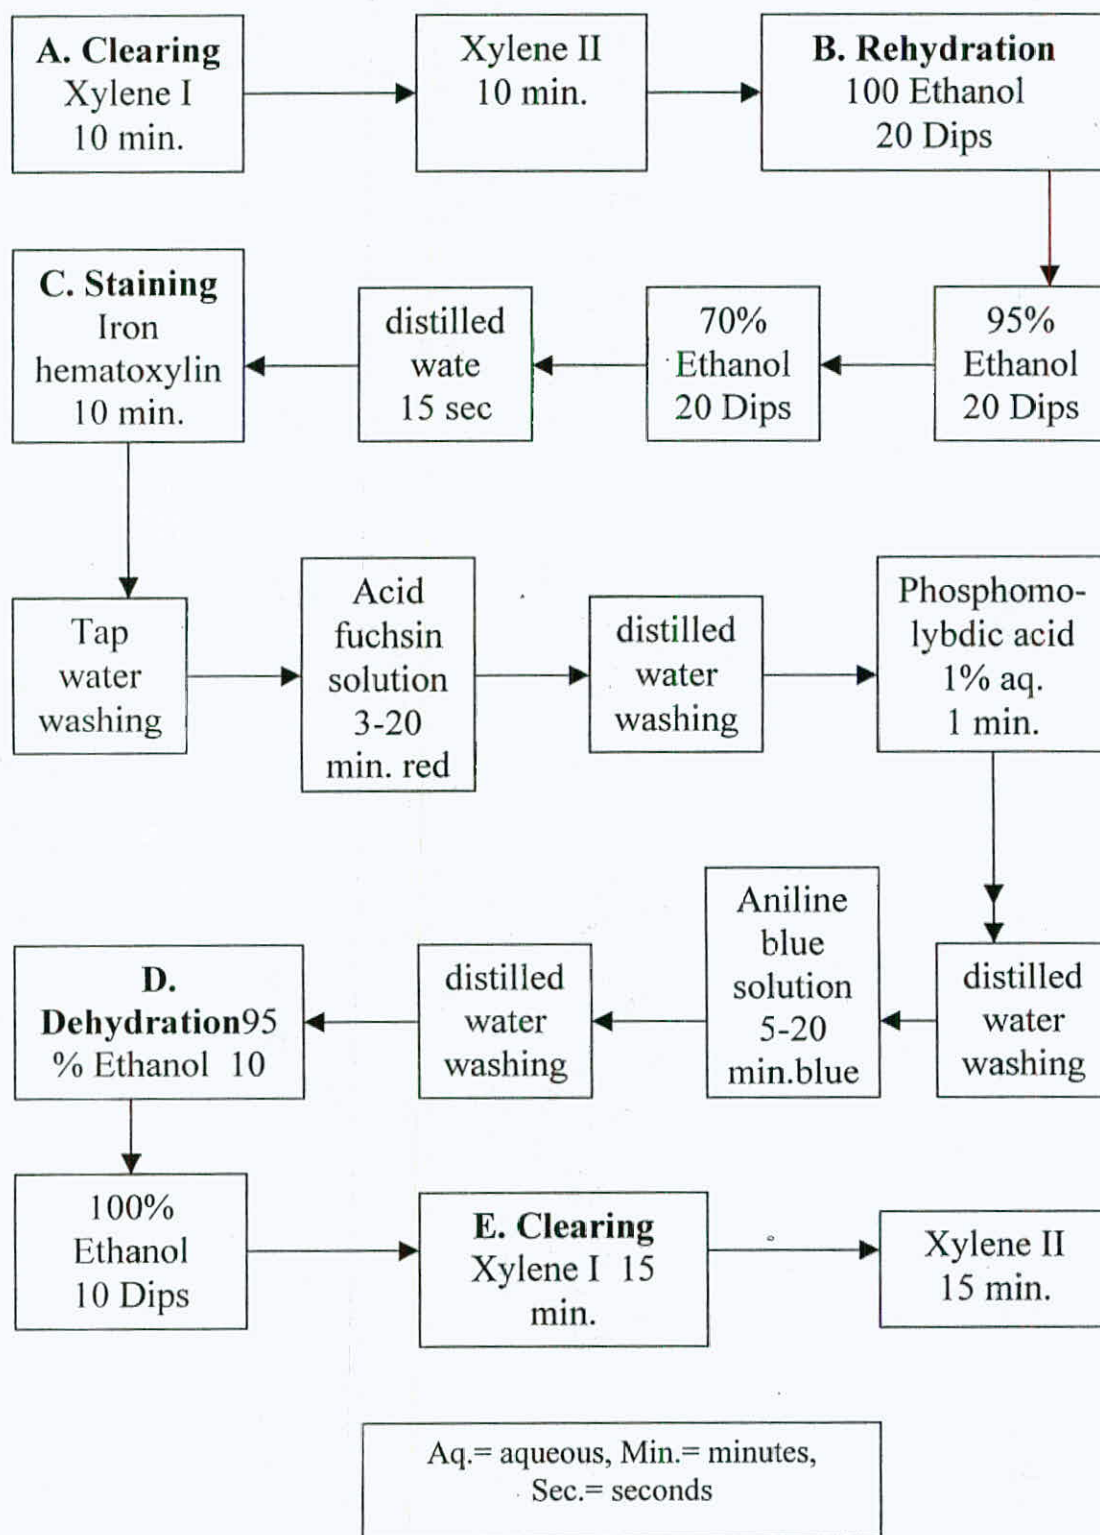 A. Clearing
Xylene I
10 min.
Xylene II
10 min.
B. Rehydration
100 Ethanol
20 Dips
95%
Ethanol
20 Dips
70%
Ethanol
20 Dips
distilled
wate
15 sec
C. Staining
Iron
hematoxylin
10 min.
Tap
water
washing
Acid
fuchsin
solution
3-20
min. red
distilled
water
washing
Phosphomo-
lybdic acid
1% aq.
1 min.
distilled
water
washing
Aniline
blue
solution
5-20
min.blue
distilled
water
washing
D.
Dehydration95
% Ethanol 10
100%
Ethanol
10 Dips
E. Clearing
Xylene I 15
min.
Xylene II
15 min.
Aq.= aqueous, Min.= minutes,
Sec.= seconds